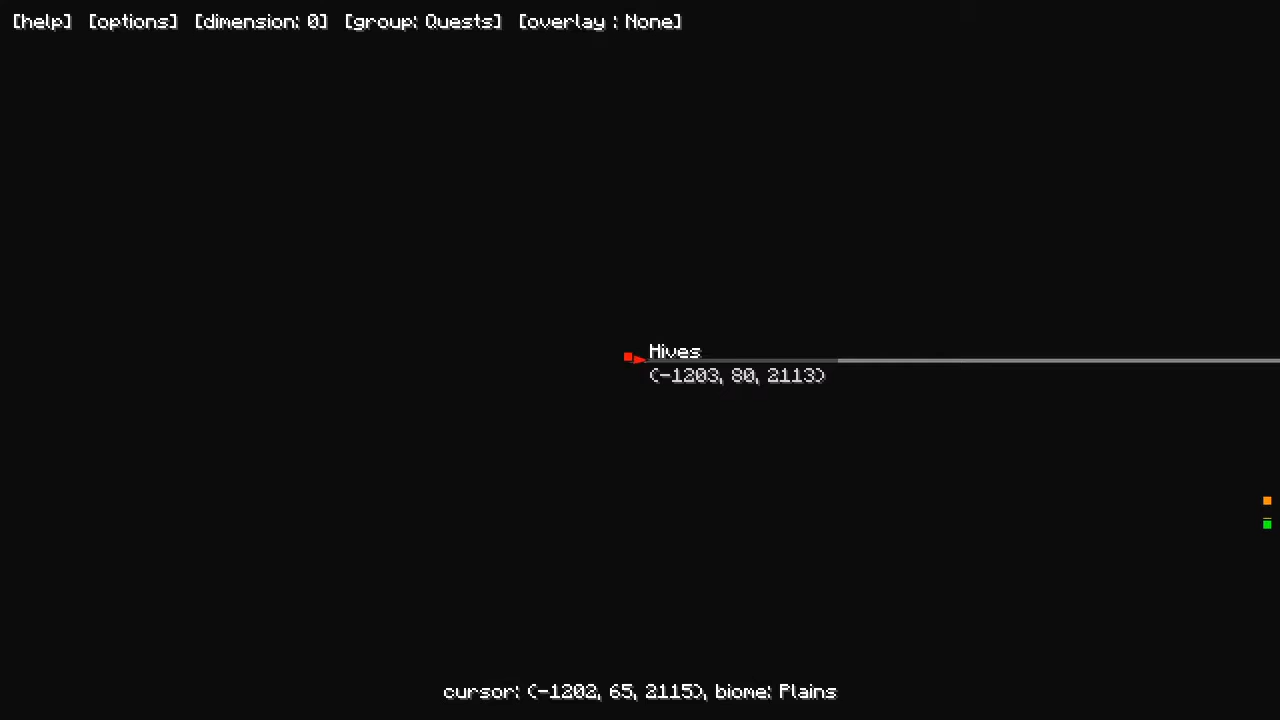 [help] [options] [dimension: 0] [group: Quests] [overlay : None]
Hives
(-1203, 80, 2113)
cursor: (-1202, 65, 2115), biome: Plains